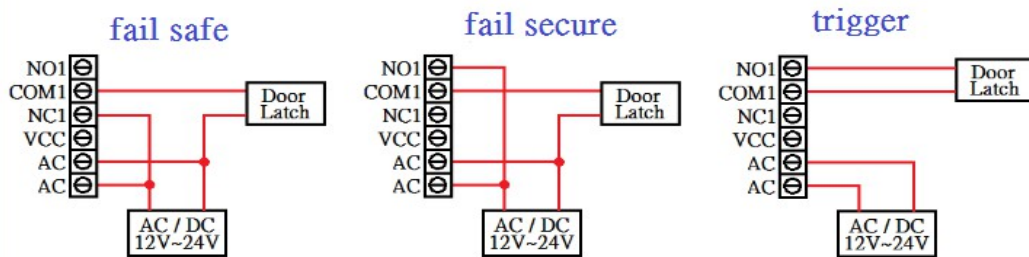 fail safe
NO1
COM1
NC1
VCC
AC
AC
Door
Latch
AC / DC
12V~24V
fail secure
NO1
COM1
NC1
VCC
AC
AC
Door
Latch
AC / DC
12V~24V
trigger
NO1
COM1
NC1
VCC
AC
AC
Door
Latch
AC / DC
12V~24V